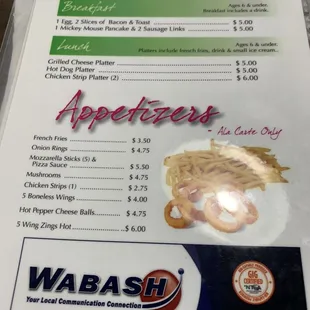 Breakfast
Ages 6 & under.
Breakfast includes a drink.
1 Egg, 2 Slices of Bacon & Toast $ 5.00
1 Mickey Mouse Pancake & 2 Sausage Links $ 5.00
Lunch
Ages 6 & under.
Platters include french fries, drink & small ice cream.
Grilled Cheese Platter $ 5.00
Hot Dog Platter $ 5.00
Chicken Strip Platter (2) $ 6.00
Appetizers
- Ala Carte Only
French Fries $ 3.50
Onion Rings $ 4.75
Mozzarella Sticks (5) &
Pizza Sauce $ 5.50
Mushrooms $ 4.75
Chicken Strips (1) $ 2.75
5 Boneless Wings $ 4.00
Hot Pepper Cheese Balls $ 4.75
5 Wing Zings Hot ..$ 6.00
WABASH
Your Local Communication Connection
GIG
CERTIFIED